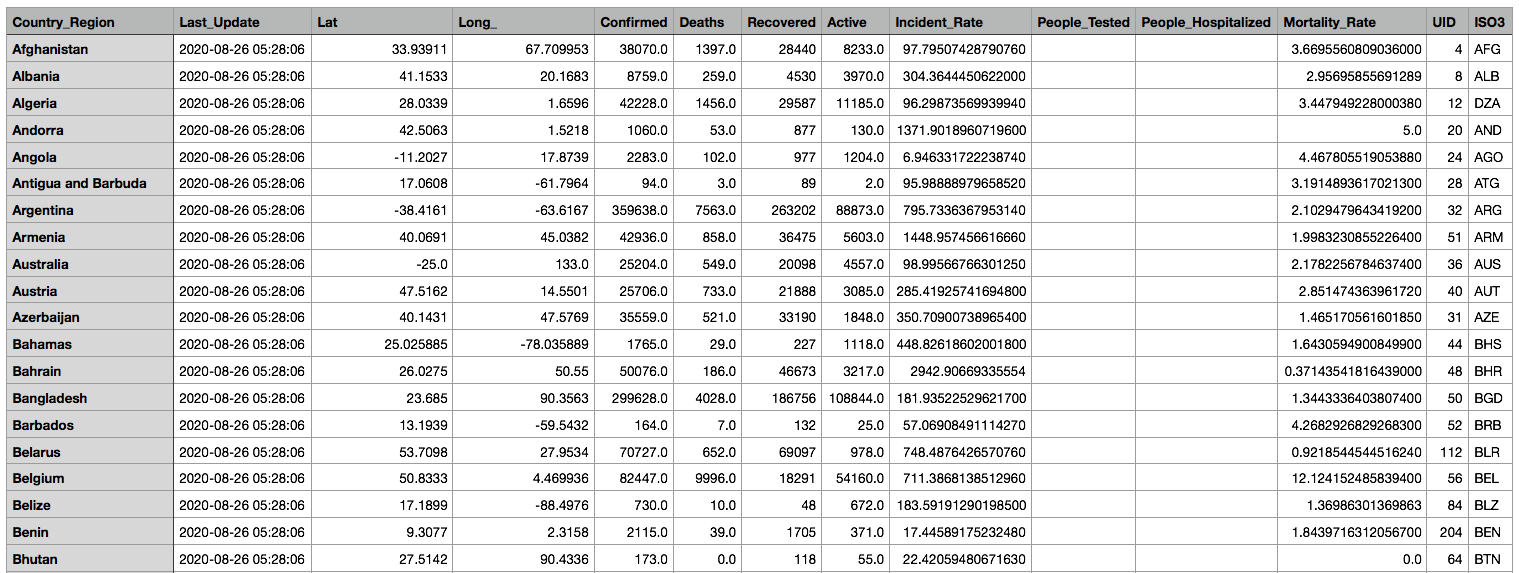 Country_Region Last_Update Lat Long_ Confirmed Deaths Recovered Active Incident_Rate People_Tested People_Hospitalized Mortality_Rate UID ISO3
Afghanistan 2020-08-26 05:28:06 33.93911 67.709953 38070.0 1397.0 28440 8233.0 97.79507428790760 3.6695560809036000 4 AFG
Albania 2020-08-26 05:28:06 41.1533 20.1683 8759.0 259.0 4530 3970.0 304.3644450622000 2.95695855691289 8 ALB
Algeria 2020-08-26 05:28:06 28.0339 1.6596 42228.0 1456.0 29587 11185.0 96.29873569939940 3.447949228000380 12 DZA
Andorra 2020-08-26 05:28:06 42.5063 1.5218 1060.0 53.0 877 130.0 1371.9018960719600 5.0 20 AND
Angola 2020-08-26 05:28:06 -11.2027 17.8739 2283.0 102.0 977 1204.0 6.946331722238740 4.467805519053880 24 AGO
Antigua and Barbuda 2020-08-26 05:28:06 17.0608 -61.7964 94.0 3.0 89 2.0 95.98888979658520 3.1914893617021300 28 ATG
Argentina 2020-08-26 05:28:06 -38.4161 -63.6167 359638.0 7563.0 263202 88873.0 795.7336367953140 2.1029479643419200 32 ARG
Armenia 2020-08-26 05:28:06 40.0691 45.0382 42936.0 858.0 36475 5603.0 1448.957456616660 1.9983230855226400 51 ARM
Australia 2020-08-26 05:28:06 -25.0 133.0 25204.0 549.0 20098 4557.0 98.99566766301250 2.1782256784637400 36 AUS
Austria 2020-08-26 05:28:06 47.5162 14.5501 25706.0 733.0 21888 3085.0 285.41925741694800 2.851474363961720 40 AUT
Azerbaijan 2020-08-26 05:28:06 40.1431 47.5769 35559.0 521.0 33190 1848.0 350.70900738965400 1.465170561601850 31 AZE
Bahamas 2020-08-26 05:28:06 25.025885 -78.035889 1765.0 29.0 227 1118.0 448.82618602001800 1.6430594900849900 44 BHS
Bahrain 2020-08-26 05:28:06 26.0275 50.55 50076.0 186.0 46673 3217.0 2942.90669335554 0.37143541816439000 48 BHR
Bangladesh 2020-08-26 05:28:06 23.685 90.3563 299628.0 4028.0 186756 108844.0 181.93522529621700 1.3443336403807400 50 BGD
Barbados 2020-08-26 05:28:06 13.1939 -59.5432 164.0 7.0 132 25.0 57.06908491114270 4.2682926829268300 52 BRB
Belarus 2020-08-26 05:28:06 53.7098 27.9534 70727.0 652.0 69097 978.0 748.4876426570760 0.9218544544516240 112 BLR
Belgium 2020-08-26 05:28:06 50.8333 4.469936 82447.0 9996.0 18291 54160.0 711.3868138512960 12.124152485839400 56 BEL
Belize 2020-08-26 05:28:06 17.1899 -88.4976 730.0 10.0 48 672.0 183.59191290198500 1.36986301369863 84 BLZ
Benin 2020-08-26 05:28:06 9.3077 2.3158 2115.0 39.0 1705 371.0 17.44589175232480 1.8439716312056700 204 BEN
Bhutan 2020-08-26 05:28:06 27.5142 90.4336 173.0 0.0 118 55.0 22.42059480671630 0.0 64 BTN